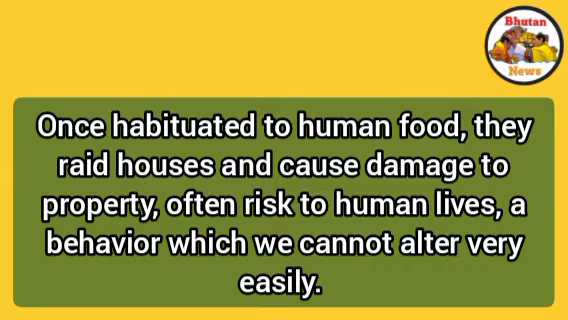 Bhutan
News
Once habituated to human food, they
raid houses and cause damage to
property, often risk to human lives, a
behavior which we cannot alter very
easily.